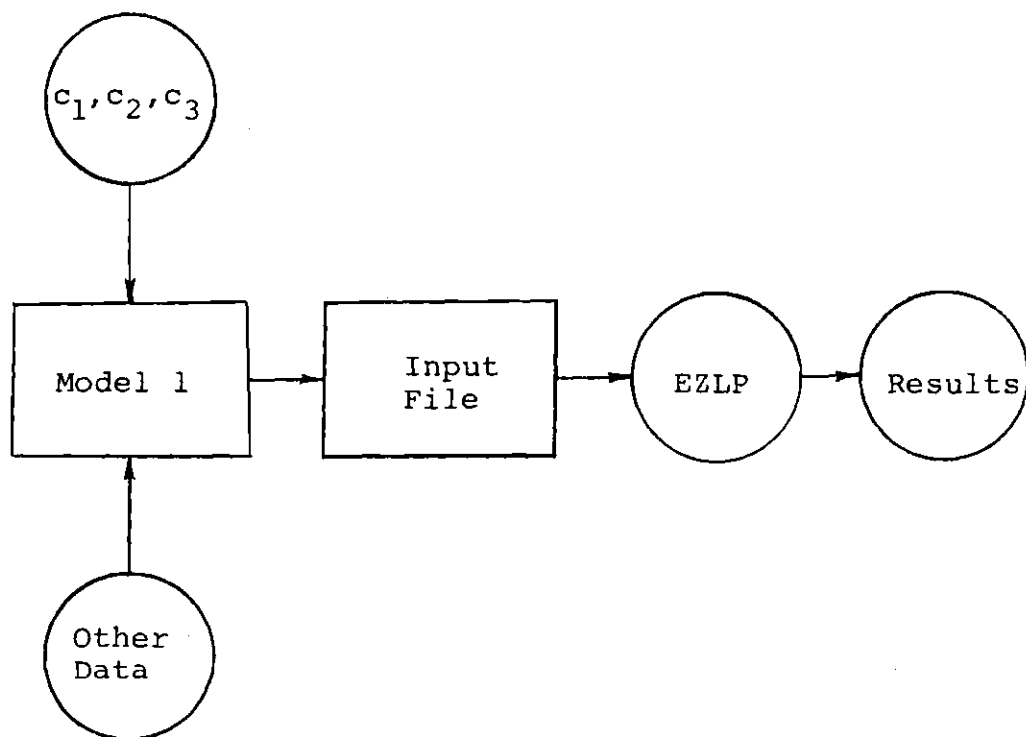 c₁,c₂,c₃
Model 1
Input
File
EZLP
Results
Other
Data